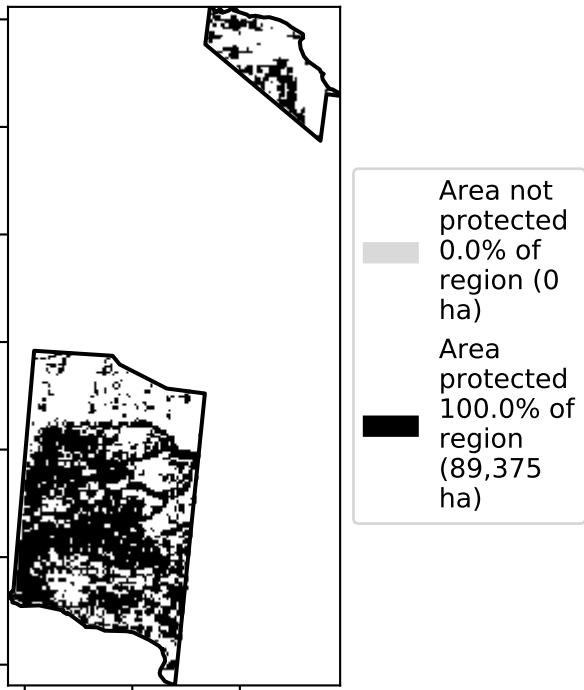 Area not
protected
0.0% of
region (0
ha)
Area
protected
100.0% of
region
(89,375
ha)